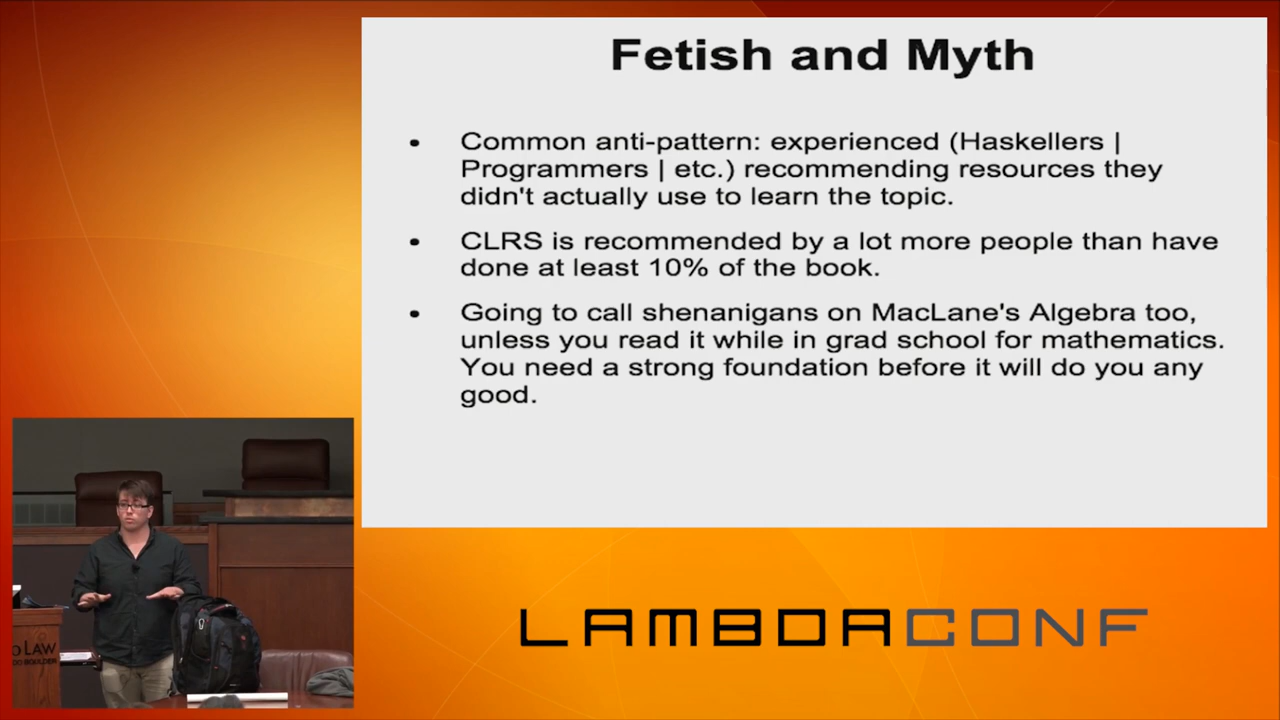 Fetish and Myth
• Common anti-pattern: experienced (Haskellers |
Programmers | etc.) recommending resources they
didn't actually use to learn the topic.
• CLRS is recommended by a lot more people than have
done at least 10% of the book.
• Going to call shenanigans on MacLane's Algebra too,
unless you read it while in grad school for mathematics.
You need a strong foundation before it will do you any
good.
o LAW
DO BOULDER
LAMBDACONF